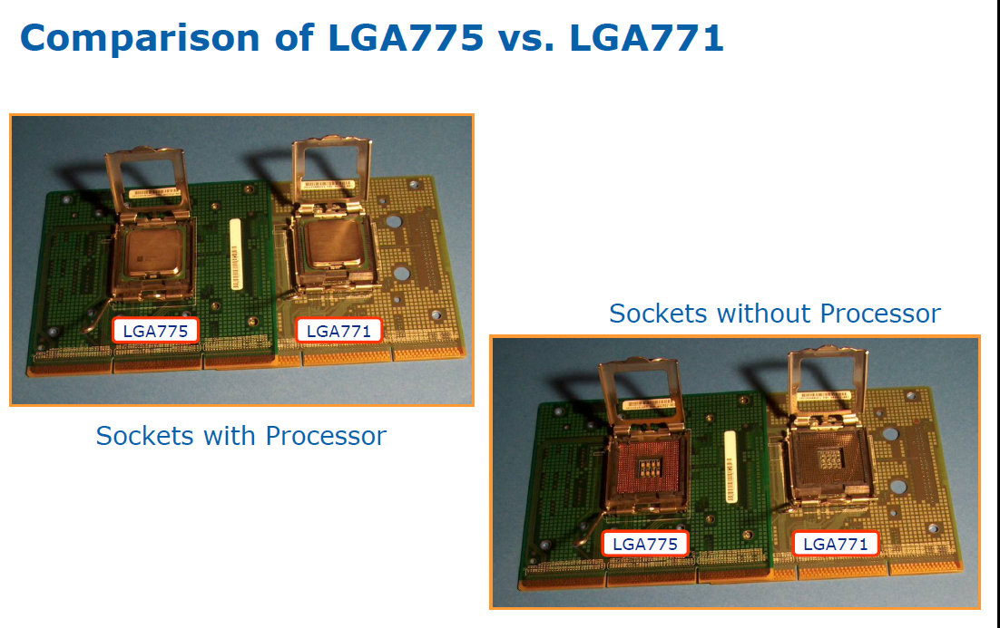 Comparison of LGA775 vs. LGA771
LGA775
LGA771
Sockets with Processor
Sockets without Processor
LGA775
LGA771